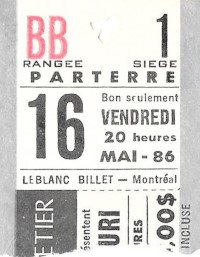 BB 1
RANGEE SIEGE
PARTERRE
16
Bon seulement
VENDREDI
20 heures
MAI - 86
LEBLANC BILLET — Montréal
ETIER
ésentent
URI
IRES
,00$
INCLUSE